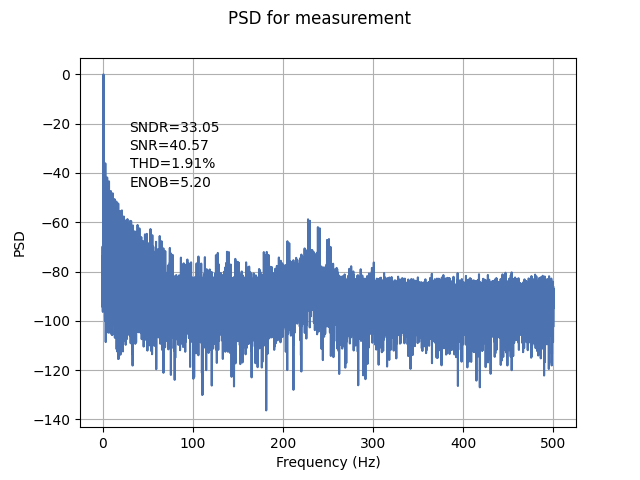 PSD for measurement
0
−20
−40
−60
−80
−100
−120
−140
PSD
SNDR=33.05
SNR=40.57
THD=1.91%
ENOB=5.20
0 100 200 300 400 500
Frequency (Hz)